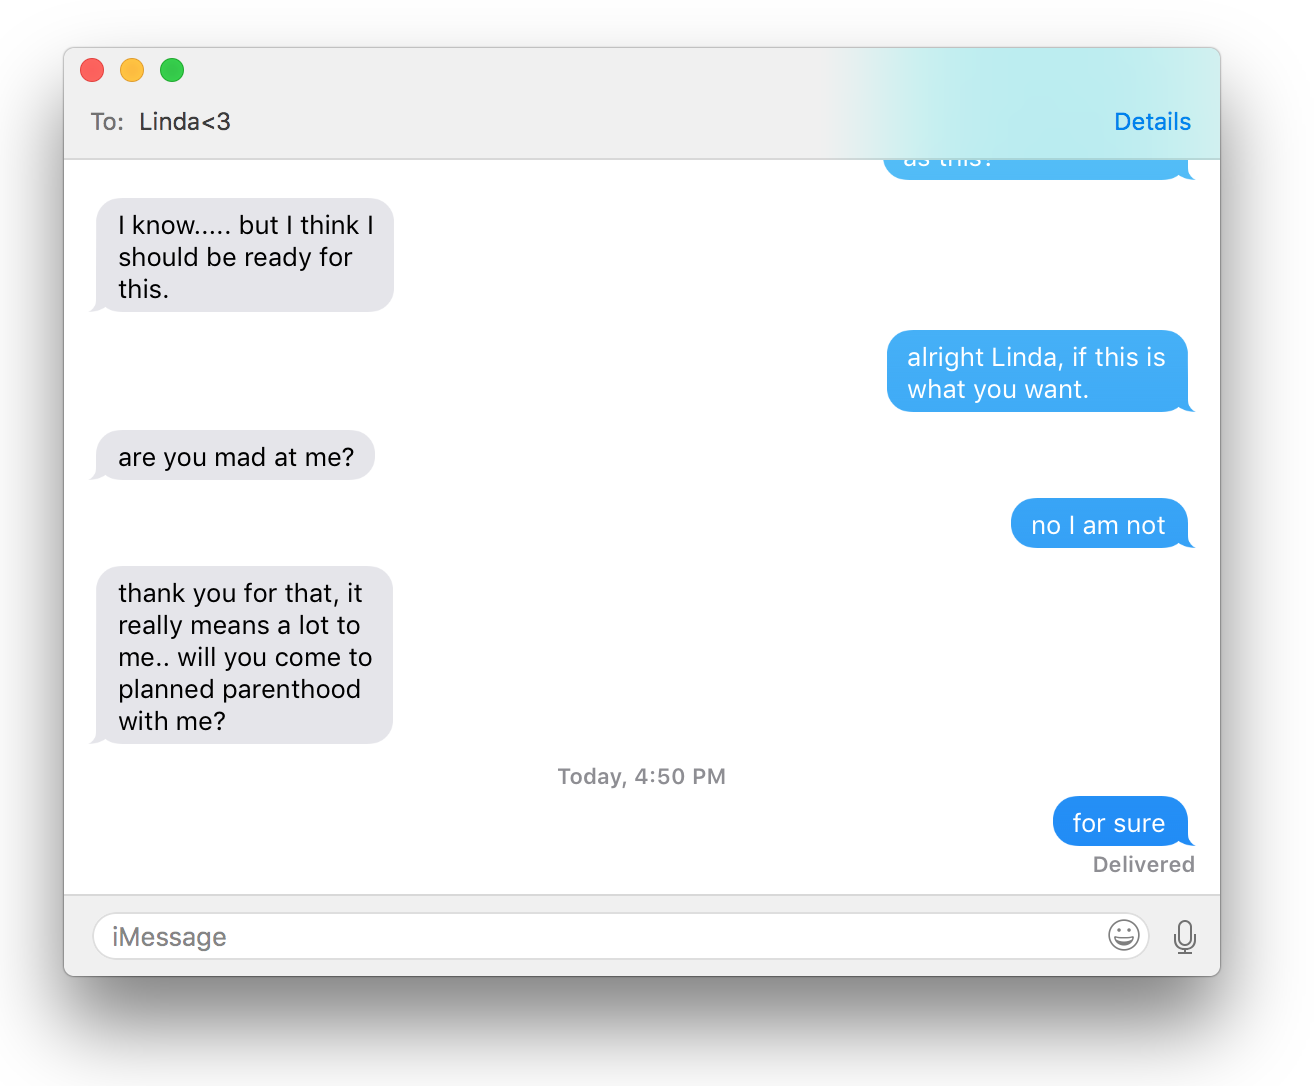 To: Linda<3
Details
as this?
I know..... but I think I
should be ready for
this.
alright Linda, if this is
what you want.
are you mad at me?
no I am not
thank you for that, it
really means a lot to
me.. will you come to
planned parenthood
with me?
Today, 4:50 PM
for sure
Delivered
iMessage